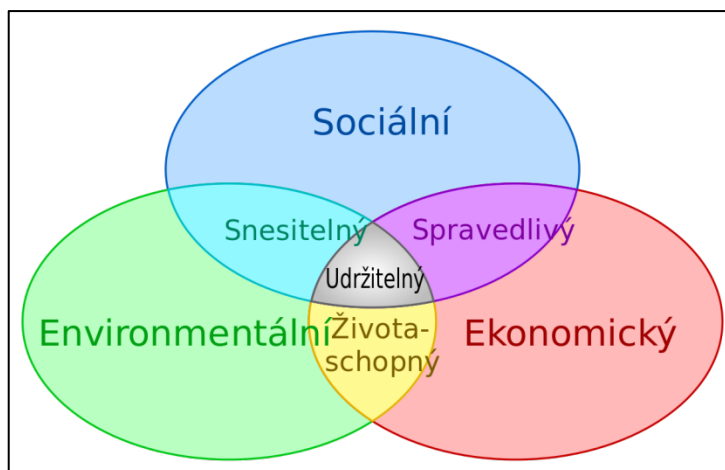 Sociální
Snesitelný
Spravedlivý
Udržitelný
Environmentální
Života-
schopný
Ekonomický